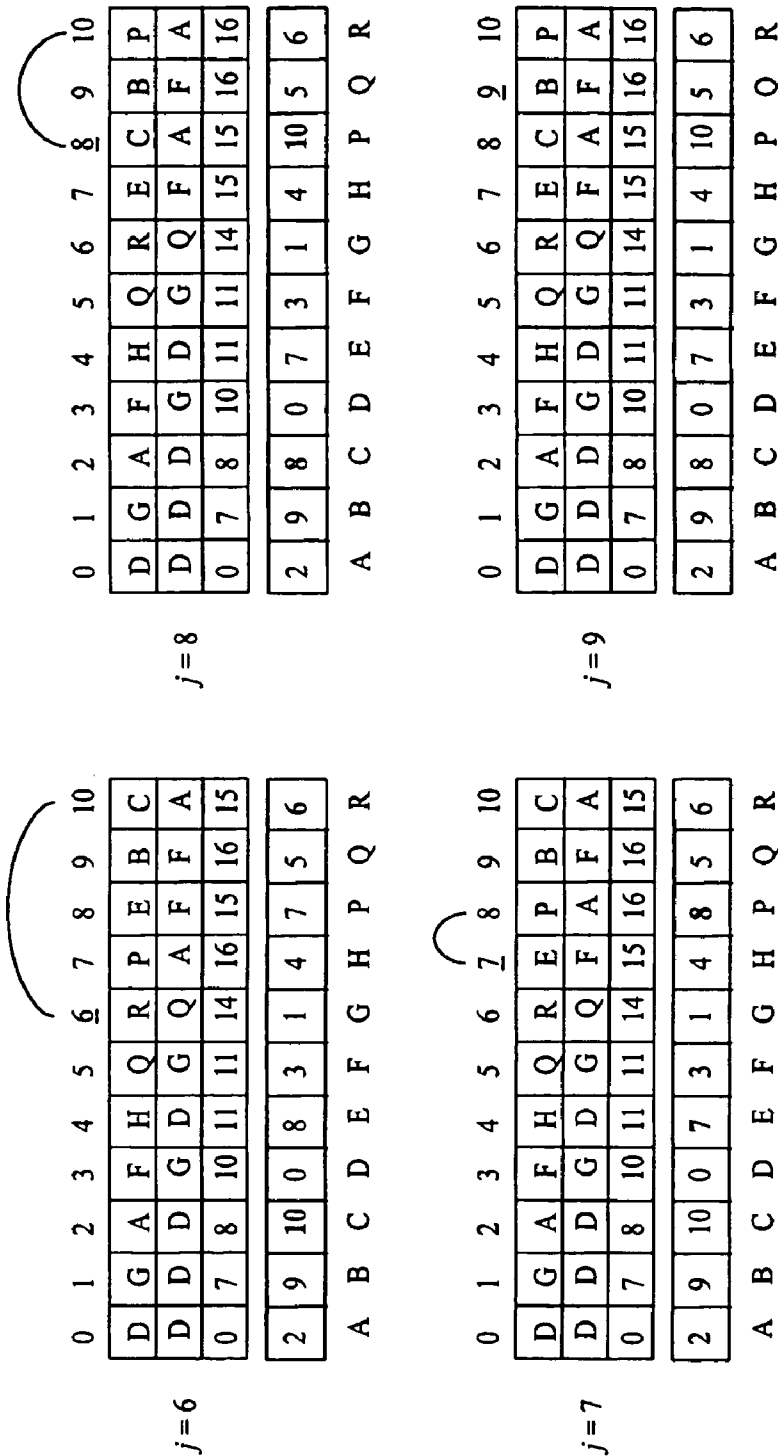 j = 6
0 1 2 3 4 5 6 7 8 9 10
D G A F H Q R P E B C
D D D G D G Q A F F A
0 7 8 10 11 11 14 16 15 16 15
2 9 10 0 8 3 1 4 7 5 6
A B C D E F G H P Q R
j = 7
0 1 2 3 4 5 6 7 8 9 10
D G A F H Q R E P B C
D D D G D G Q F A F A
0 7 8 10 11 11 14 15 16 16 15
2 9 10 0 7 3 1 4 8 5 6
A B C D E F G H P Q R
j = 8
0 1 2 3 4 5 6 7 8 9 10
D G A F H Q R E C B P
D D D G D G Q F A F A
0 7 8 10 11 11 14 15 15 16 16
2 9 8 0 7 3 1 4 10 5 6
A B C D E F G H P Q R
j = 9
0 1 2 3 4 5 6 7 8 9 10
D G A F H Q R E C B P
D D D G D G Q F A F A
0 7 8 10 11 11 14 15 15 16 16
2 9 8 0 7 3 1 4 10 5 6
A B C D E F G H P O R